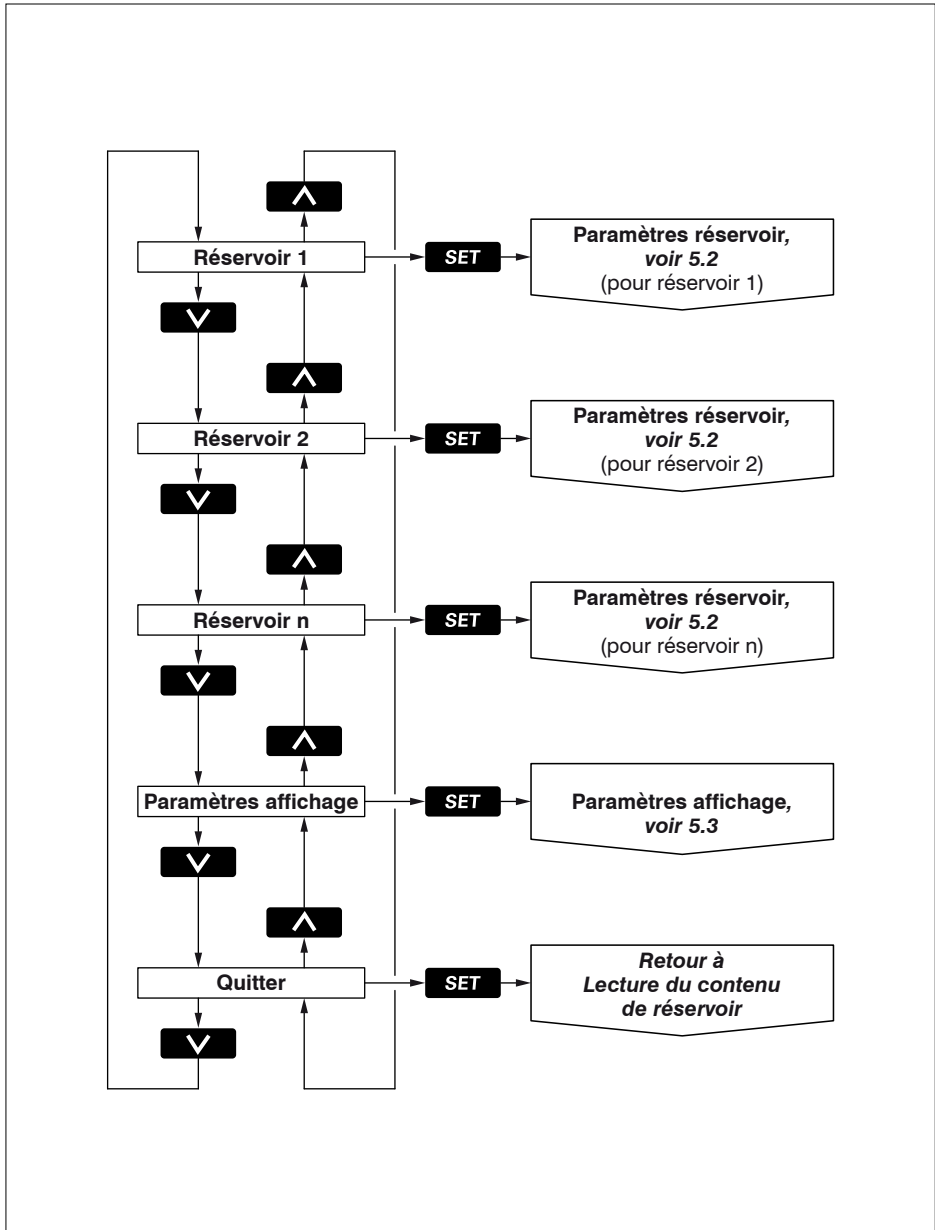 Réservoir 1
SET
Paramètres réservoir,
voir 5.2
(pour réservoir 1)
Réservoir 2
SET
Paramètres réservoir,
voir 5.2
(pour réservoir 2)
Réservoir n
SET
Paramètres réservoir,
voir 5.2
(pour réservoir n)
Paramètres affichage
SET
Paramètres affichage,
voir 5.3
Quitter
SET
Retour à
Lecture du contenu
de réservoir